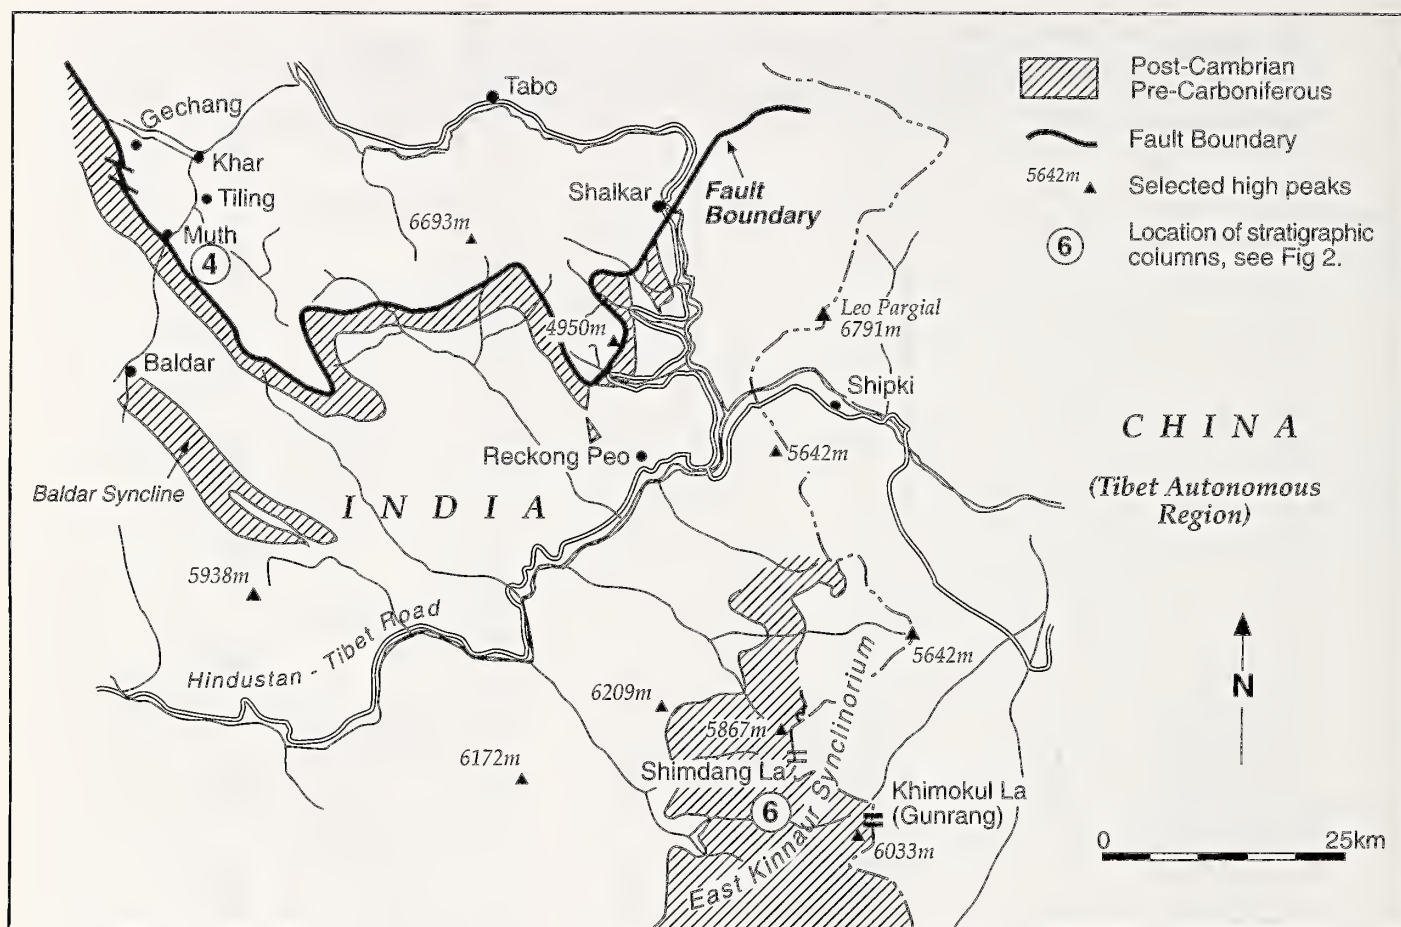 Tabo
Gechang
Khar
Tiling
Muth
4
6693m
Shalkar
Fault
Boundary
Post-Cambrian
Pre-Carboniferous
Fault Boundary
5642m
Selected high peaks
6
Location of stratigraphic
columns, see Fig 2.
Leo Pargial
6791m
4950m
Baldar
Shipki
CHINA
(Tibet Autonomous
Region)
Reckong Peo
5642m
Baldar Syncline
INDIA
5938m
Hindustan - Tibet Road
5642m
6209m
5867m
6172m
Shimdang La
6
East Kinnaur Synclinorium
Khimokul La
(Gunrang)
6033m
N
0
25km